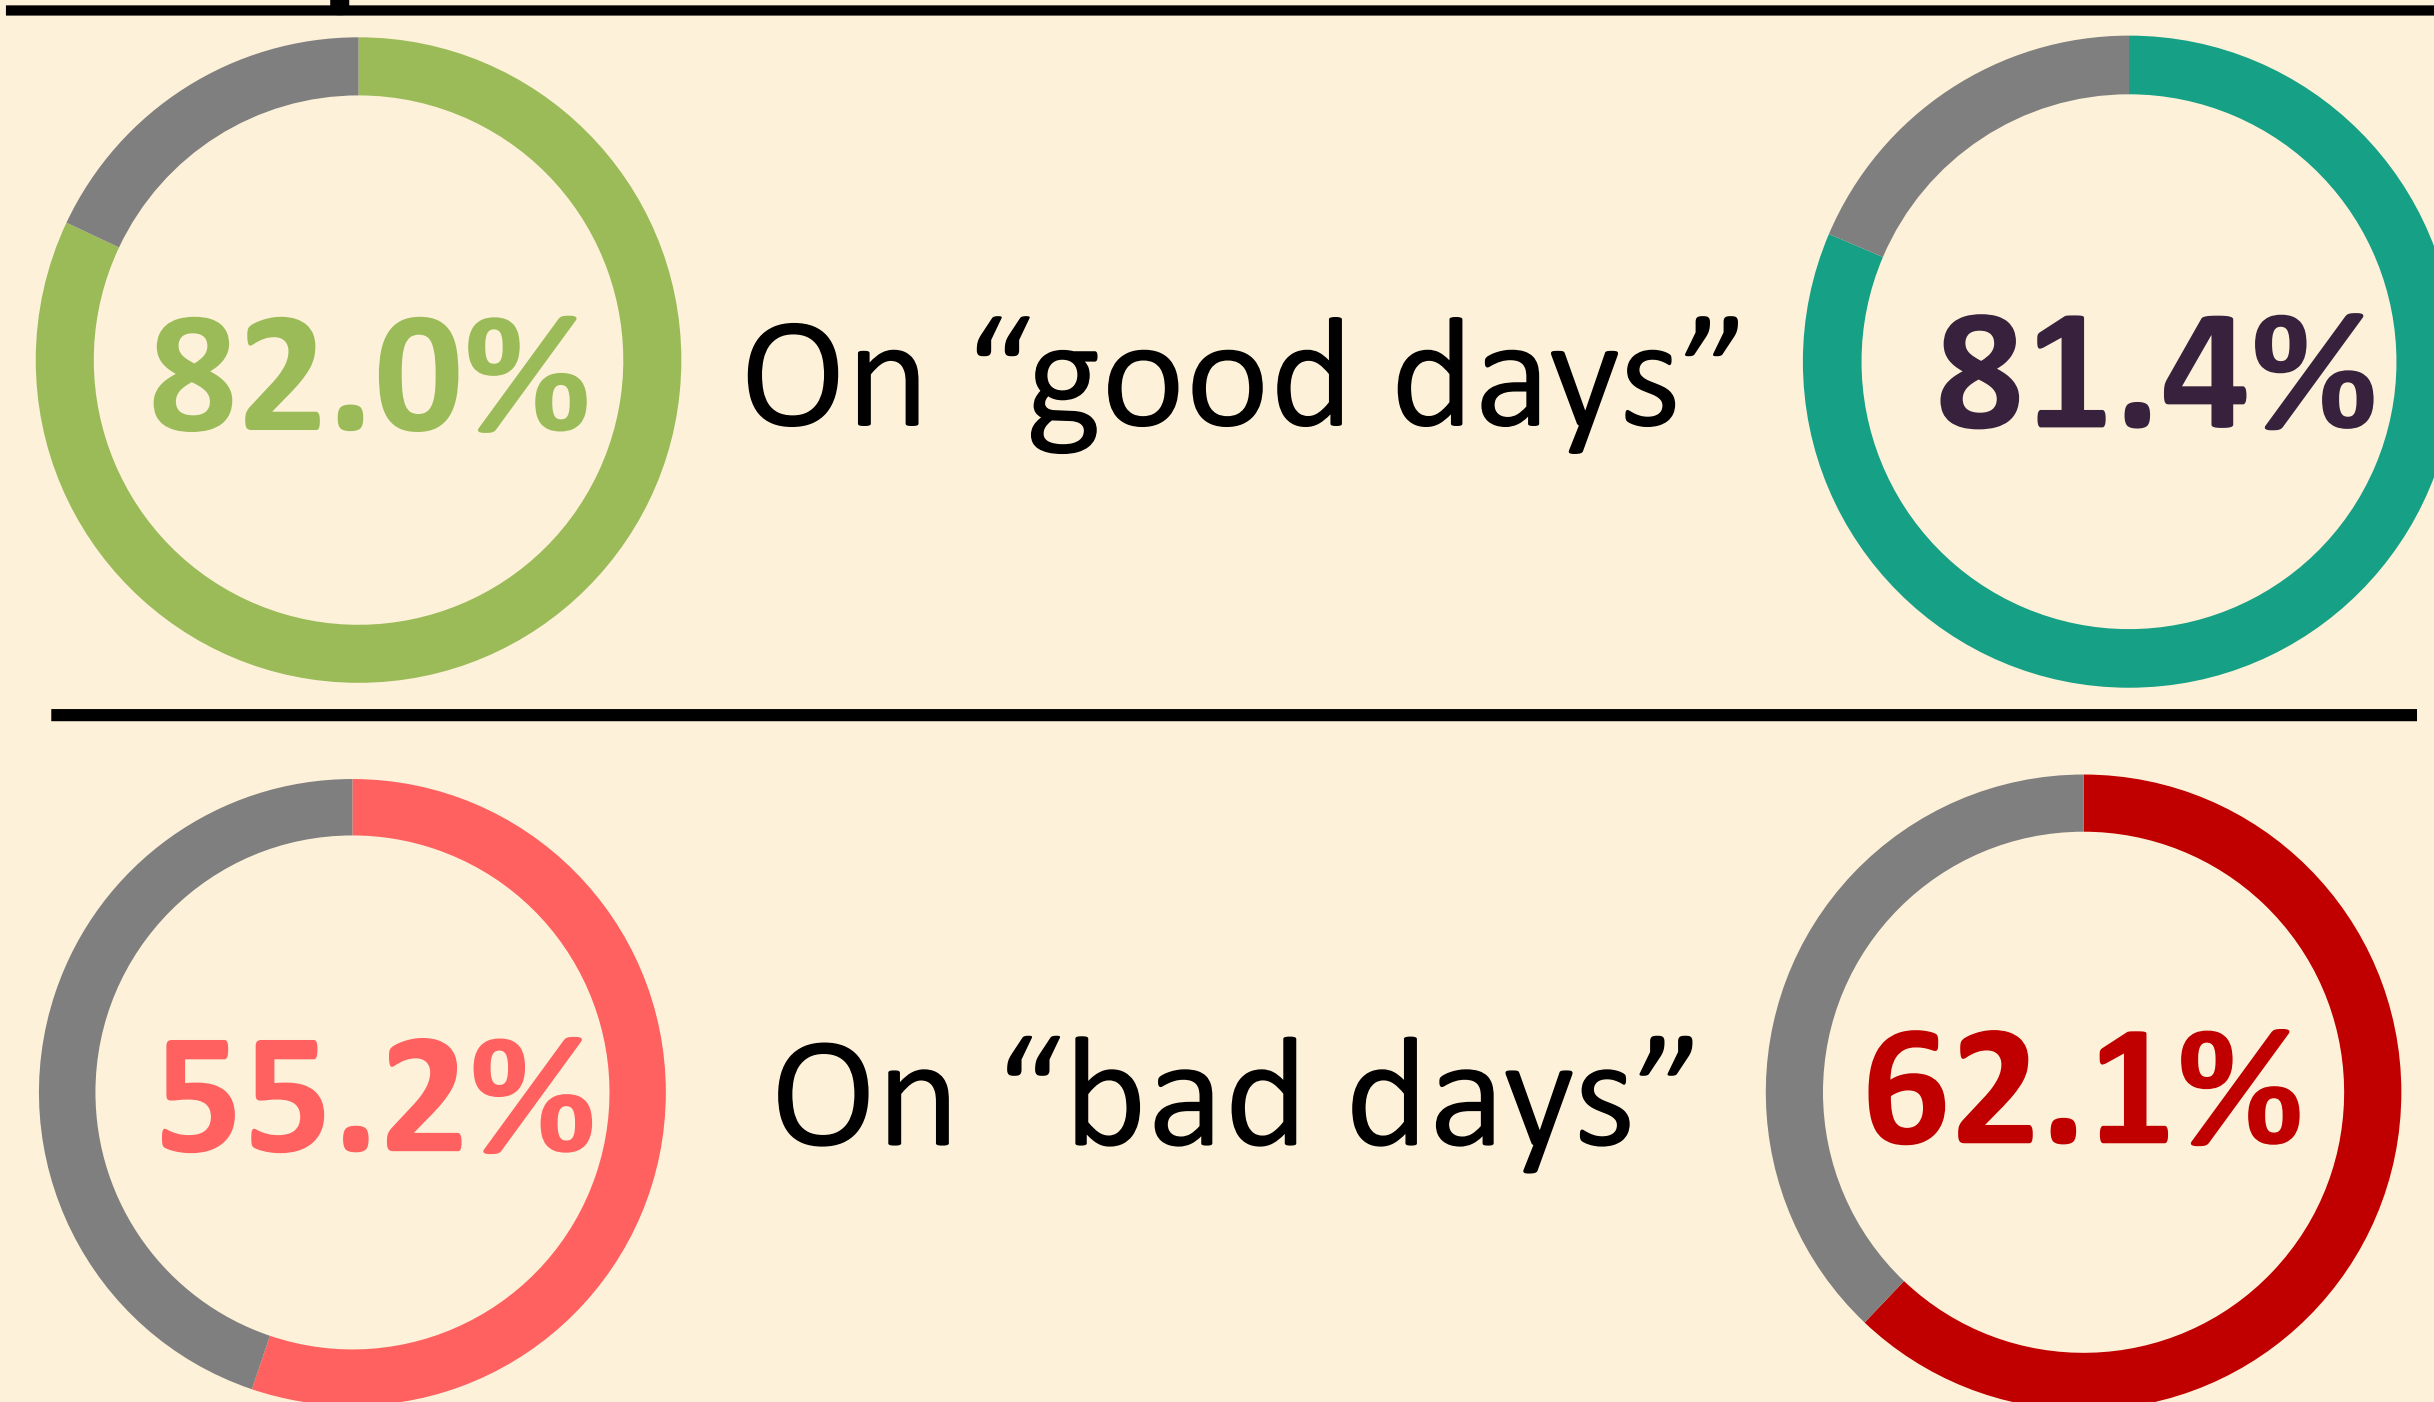 82.0% On “good days” 81.4%
55.2% On “bad days” 62.1%